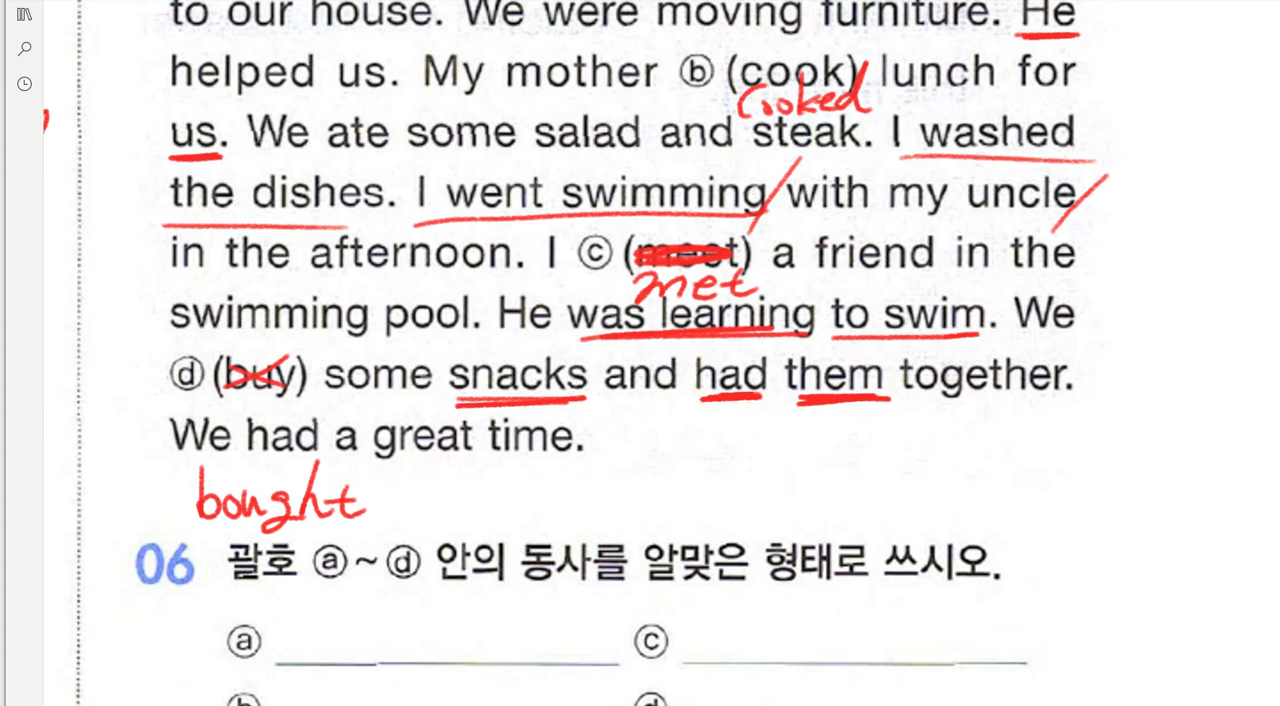 to our house. We were moving furniture. He
helped us. My mother ⓑ (cook) lunch for
cooked
us. We ate some salad and steak. I washed
the dishes. I went swimming with my uncle
in the afternoon. I ⓒ (meet) a friend in the
met
swimming pool. He was learning to swim. We
ⓓ (buy) some snacks and had them together.
We had a great time.
bought
06 괄호 ⓐ~ⓓ 안의 동사를 알맞은 형태로 쓰시오.
ⓐ ⓒ
ⓑ ⓓ